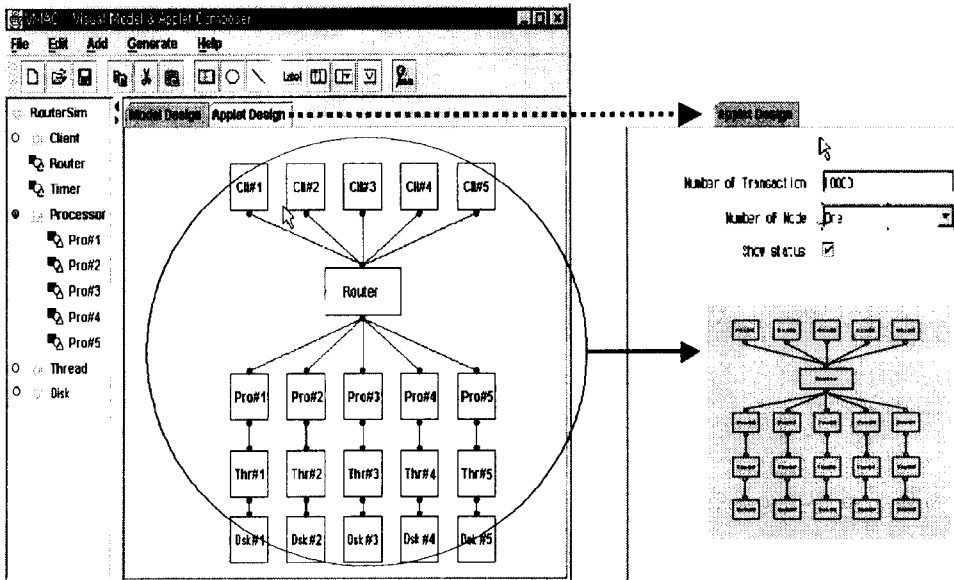 VMAC - Visual Model & Applet Composer
File Edit Add Generate Help
Label
RouterSim
Client
Router
Timer
Processor
Pro#1
Pro#2
Pro#3
Pro#4
Pro#5
Thread
Disk
Model Design Applet Design
Cli#1 Cli#2 Cli#3 Cli#4 Cli#5
Router
Pro#1 Pro#2 Pro#3 Pro#4 Pro#5
Thr#1 Thr#2 Thr#3 Thr#4 Thr#5
Dsk#1 Dsk#2 Dsk#3 Dsk#4 Dsk#5
Applet Design
Number of Transaction 10000
Number of Node One
Show status